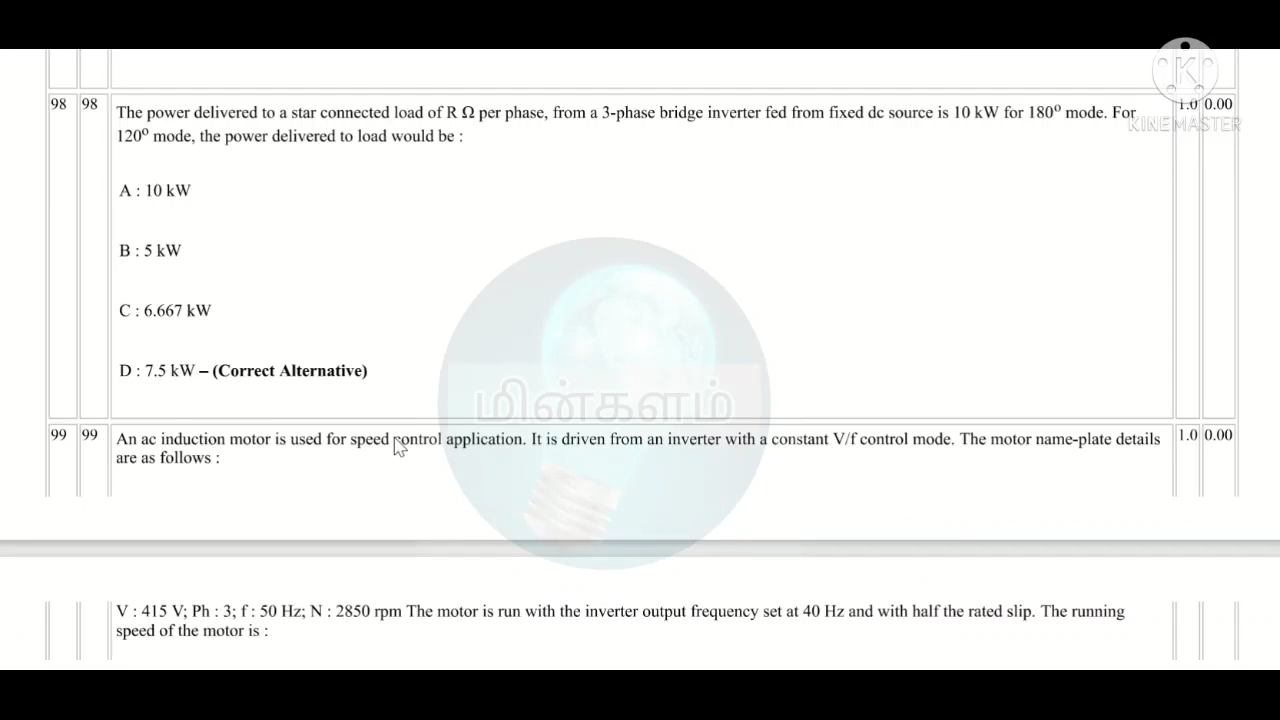 98 98 The power delivered to a star connected load of R Ω per phase, from a 3-phase bridge inverter fed from fixed dc source is 10 kW for 180⁰ mode. For 1.0 0.00
120⁰ mode, the power delivered to load would be :
KINEMASTER
A : 10 kW
B : 5 kW
C : 6.667 kW
D : 7.5 kW – (Correct Alternative)
மின்களம்
99 99 An ac induction motor is used for speed control application. It is driven from an inverter with a constant V/f control mode. The motor name-plate details 1.0 0.00
are as follows :
V : 415 V; Ph : 3; f : 50 Hz; N : 2850 rpm The motor is run with the inverter output frequency set at 40 Hz and with half the rated slip. The running
speed of the motor is :